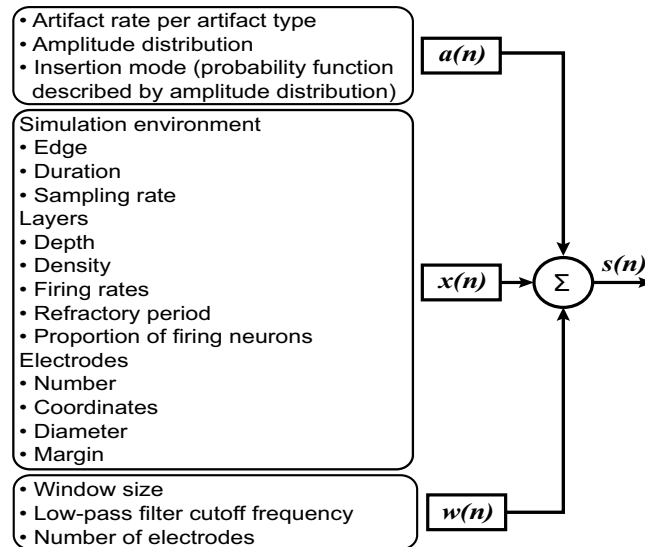 • Artifact rate per artifact type
• Amplitude distribution
• Insertion mode (probability function
described by amplitude distribution)
a(n)
Simulation environment
• Edge
• Duration
• Sampling rate
Layers
• Depth
• Density
• Firing rates
• Refractory period
• Proportion of firing neurons
Electrodes
• Number
• Coordinates
• Diameter
• Margin
x(n)
Σ
s(n)
• Window size
• Low-pass filter cutoff frequency
• Number of electrodes
w(n)